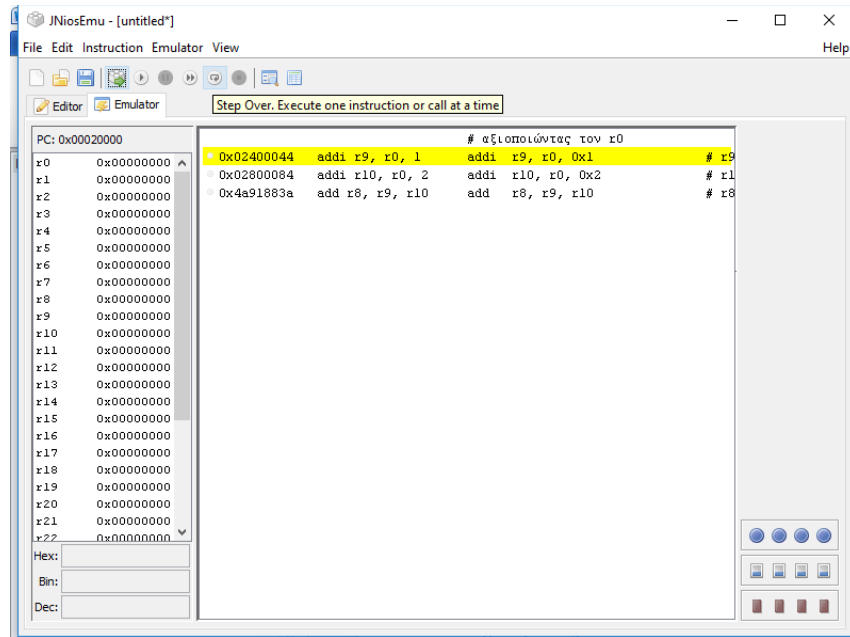 JNiosEmu - [untitled*]
File Edit Instruction Emulator View Help
Editor Emulator
Step Over. Execute one instruction or call at a time
PC: 0x00020000
r0 0x00000000
r1 0x00000000
r2 0x00000000
r3 0x00000000
r4 0x00000000
r5 0x00000000
r6 0x00000000
r7 0x00000000
r8 0x00000000
r9 0x00000000
r10 0x00000000
r11 0x00000000
r12 0x00000000
r13 0x00000000
r14 0x00000000
r15 0x00000000
r16 0x00000000
r17 0x00000000
r18 0x00000000
r19 0x00000000
r20 0x00000000
r21 0x00000000
r22 0x00000000
Hex:
Bin:
Dec:
# αξιοποιώντας τον r0
0x02400044 addi r9, r0, 1 addi r9, r0, 0x1 # r9
0x02800084 addi r10, r0, 2 addi r10, r0, 0x2 # r1
0x4a91883a add r8, r9, r10 add r8, r9, r10 # r8